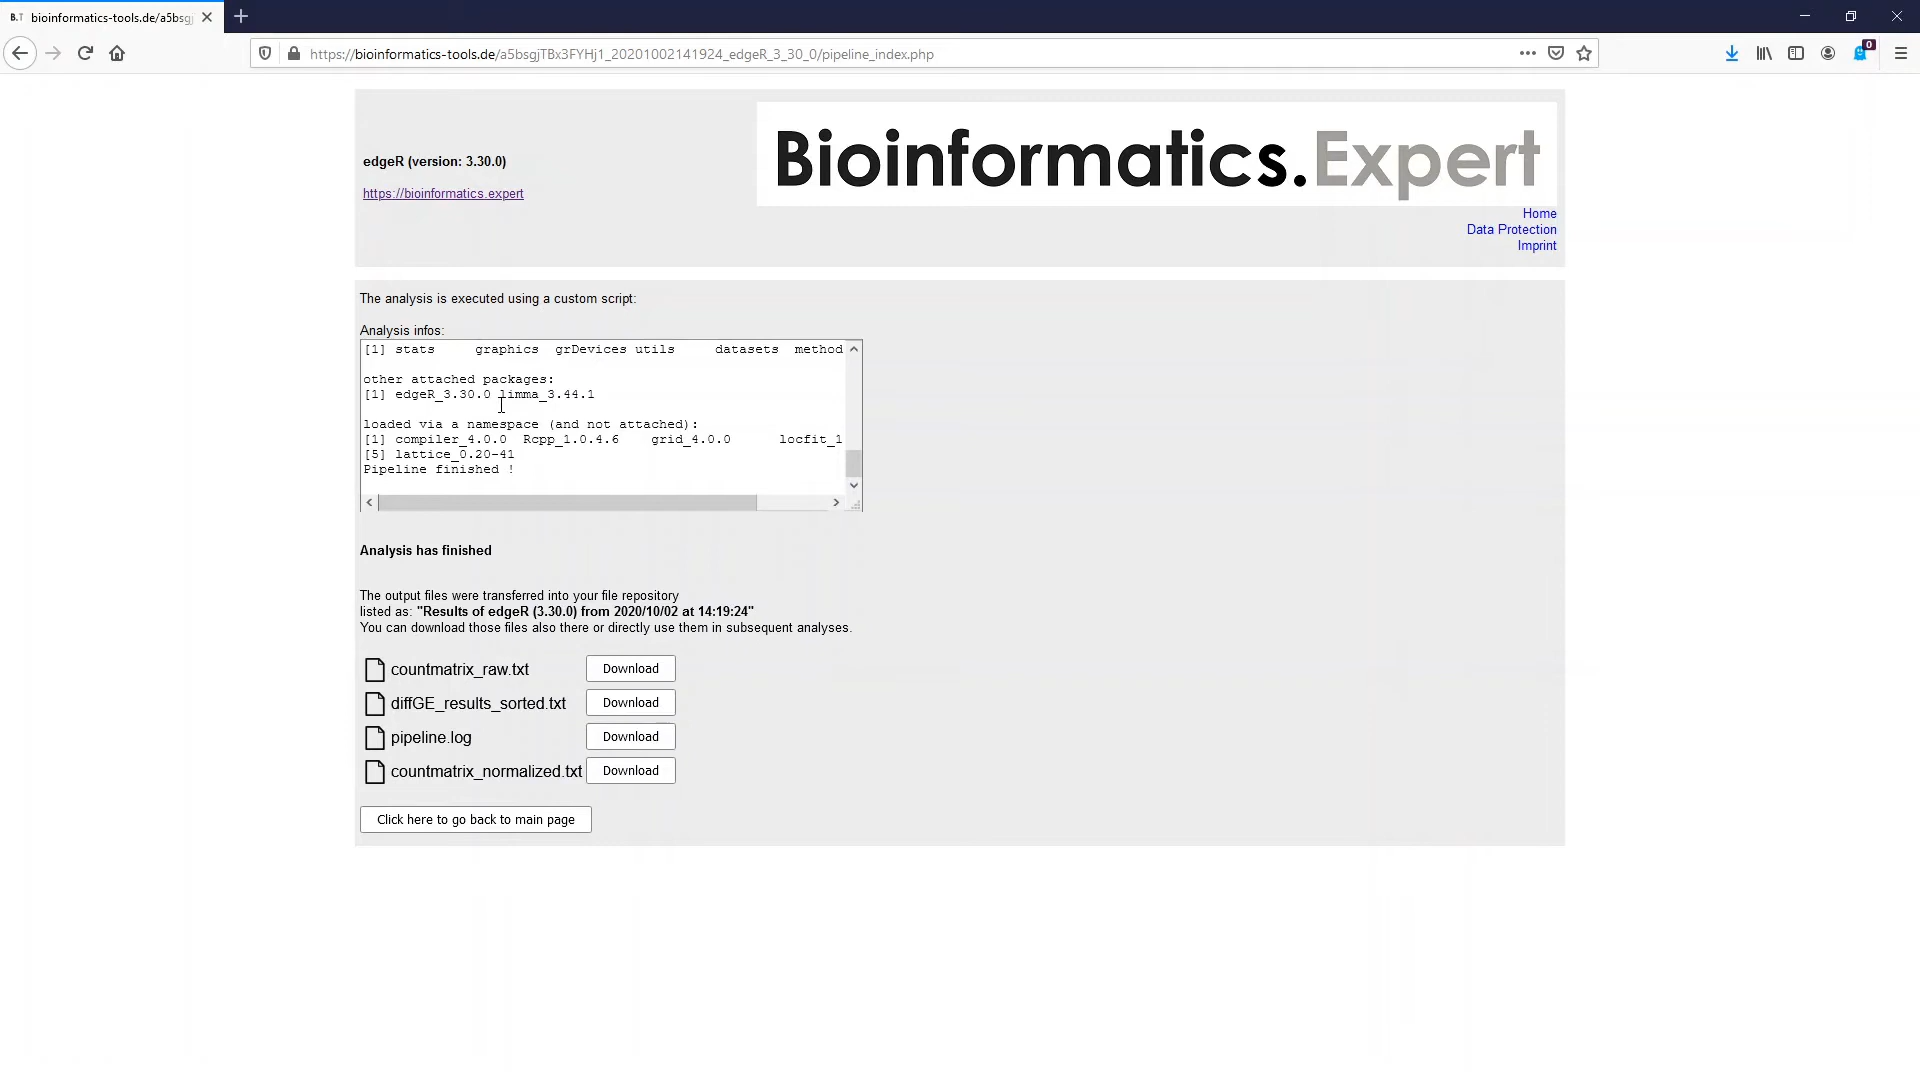 B.T bioinformatics-tools.de/a5bsgj
https://bioinformatics-tools.de/a5bsgjTBx3FYHj1_20201002141924_edgeR_3_30_0/pipeline_index.php
0
edgeR (version: 3.30.0)
https://bioinformatics.expert
Bioinformatics.Expert
Home
Data Protection
Imprint
The analysis is executed using a custom script:
Analysis infos:
[1] stats graphics grDevices utils datasets method
other attached packages:
[1] edgeR_3.30.0 limma_3.44.1
loaded via a namespace (and not attached):
[1] compiler_4.0.0 Rcpp_1.0.4.6 grid_4.0.0 locfit_1
[5] lattice_0.20-41
Pipeline finished !
Analysis has finished
The output files were transferred into your file repository
listed as: "Results of edgeR (3.30.0) from 2020/10/02 at 14:19:24"
You can download those files also there or directly use them in subsequent analyses.
countmatrix_raw.txt Download
diffGE_results_sorted.txt Download
pipeline.log Download
countmatrix_normalized.txt Download
Click here to go back to main page